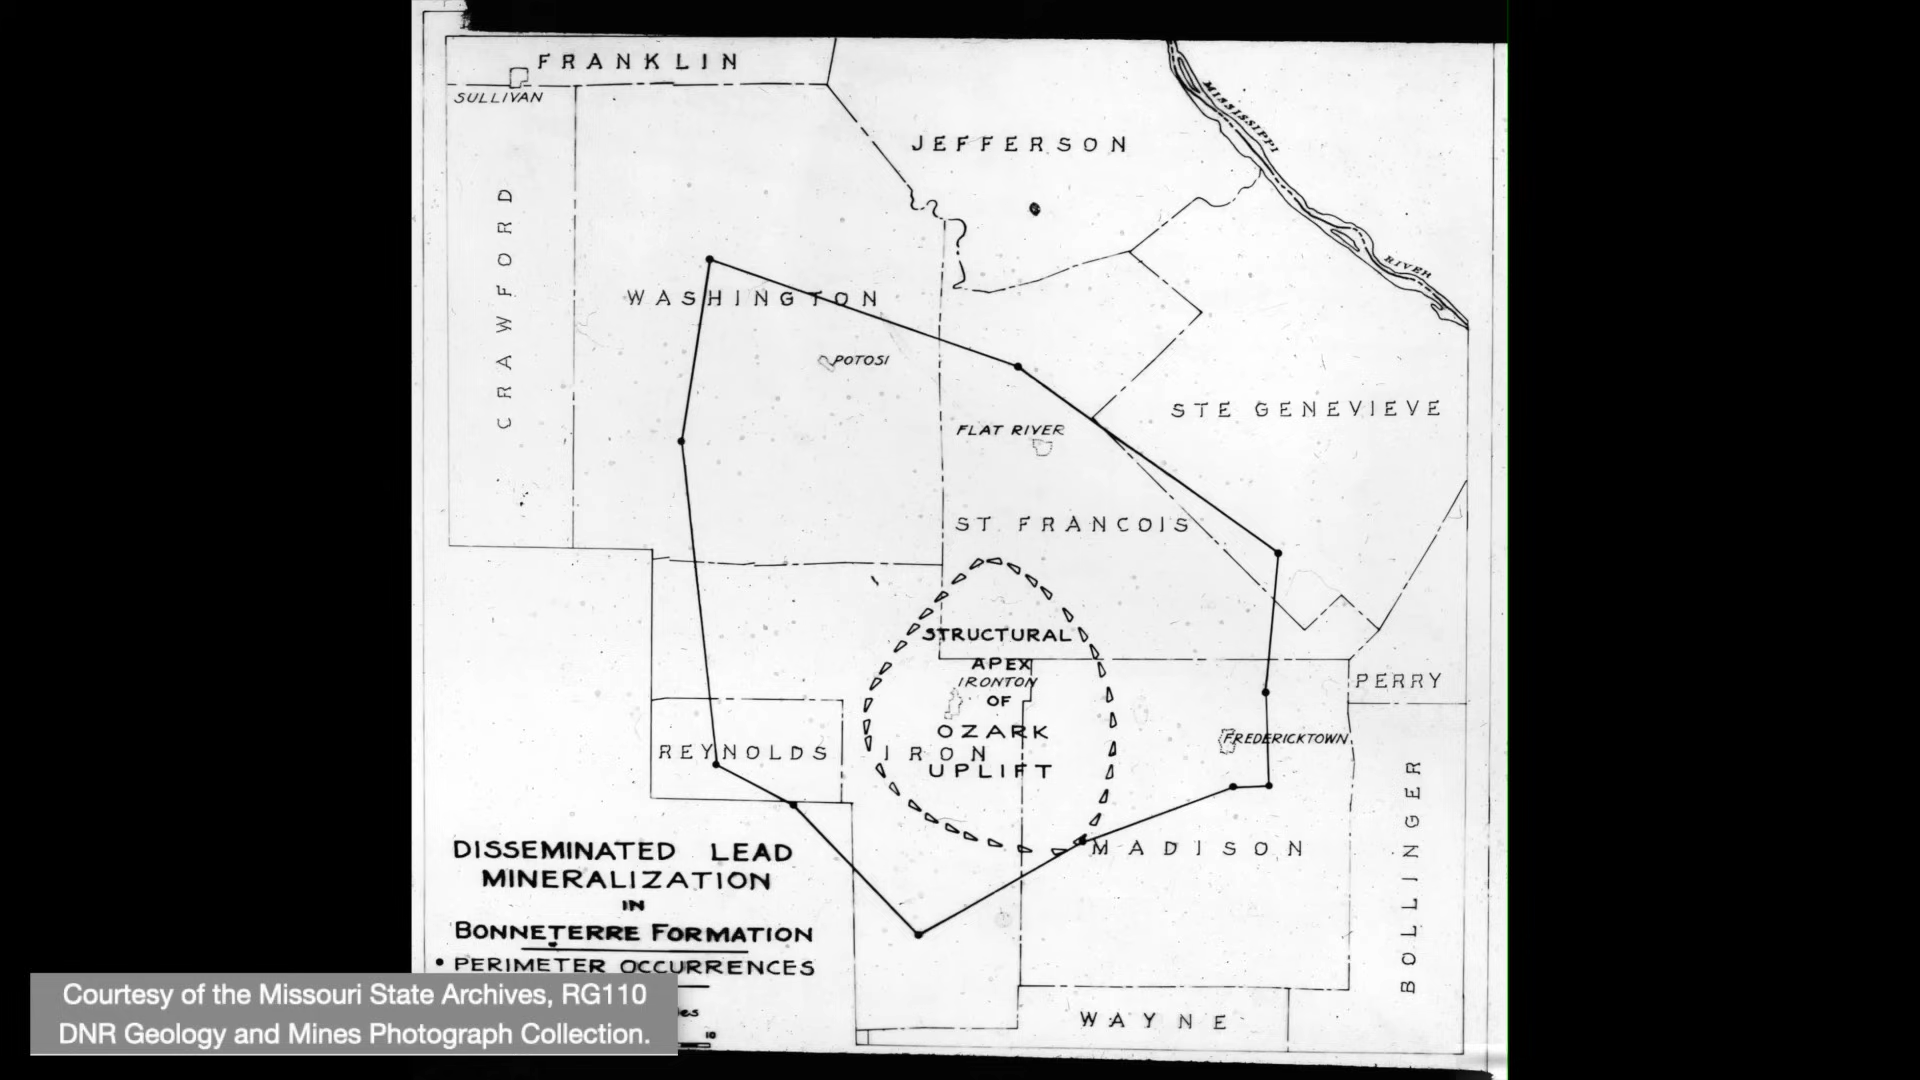 FRANKLIN
SULLIVAN
MISSISSIPPI
JEFFERSON
CRAWFORD
RIVER
WASHINGTON
POTOSI
STE GENEVIEVE
FLAT RIVER
ST. FRANCOIS
STRUCTURAL
APEX
IRONTON
OF
OZARK
UPLIFT
PERRY
REYNOLDS
IRON
FREDERICKTOWN
BOLLINGER
MADISON
DISSEMINATED LEAD
MINERALIZATION
IN
BONNETERRE FORMATION
• PERIMETER OCCURRENCES
10
WAYNE
Courtesy of the Missouri State Archives, RG110
DNR Geology and Mines Photograph Collection.